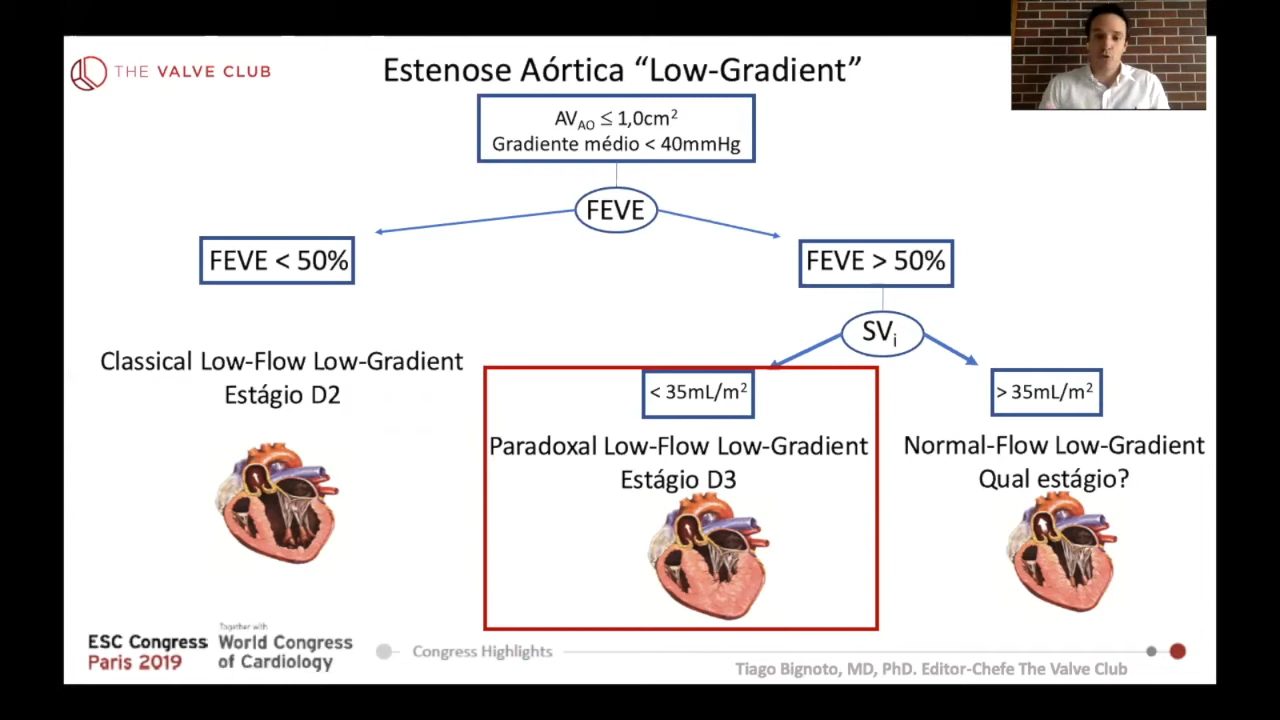 THE VALVE CLUB
Estenose Aórtica “Low-Gradient”
AV_AO ≤ 1,0cm²
Gradiente médio < 40mmHg
FEVE
FEVE < 50%
FEVE > 50%
SVi
Classical Low-Flow Low-Gradient
Estágio D2
< 35mL/m²
Paradoxal Low-Flow Low-Gradient
Estágio D3
> 35mL/m²
Normal-Flow Low-Gradient
Qual estágio?
ESC Congress
Paris 2019
Together with
World Congress
of Cardiology
Congress Highlights
Tiago Bignoto, MD, PhD. Editor-Chefe The Valve Club